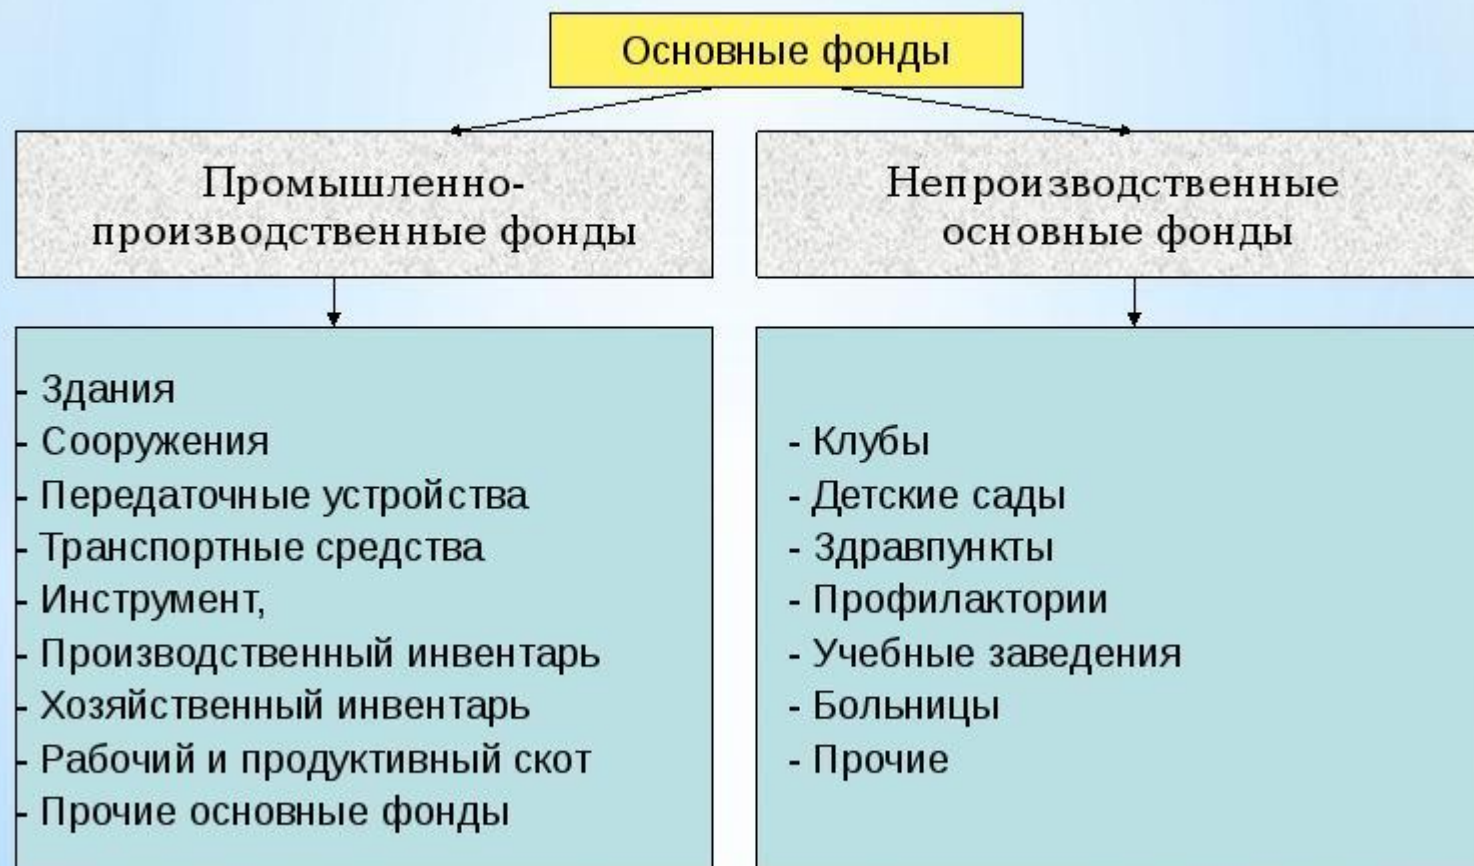 Основные фонды
Промышленно-
производственные фонды
Непроизводственные
основные фонды
- Здания
- Сооружения
- Передаточные устройства
- Транспортные средства
- Инструмент,
- Производственный инвентарь
- Хозяйственный инвентарь
- Рабочий и продуктивный скот
- Прочие основные фонды
- Клубы
- Детские сады
- Здравпункты
- Профилактории
- Учебные заведения
- Больницы
- Прочие